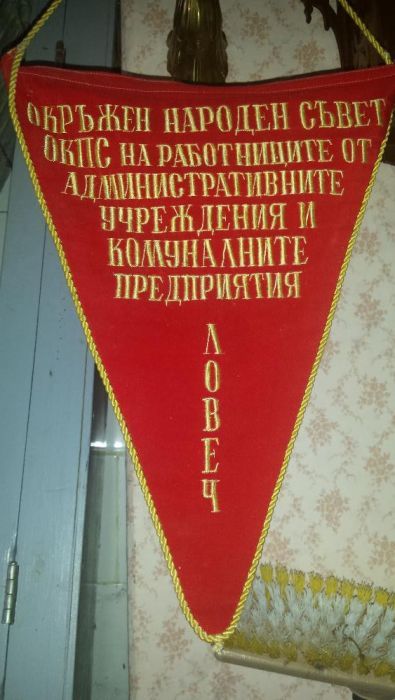 ОКРЪЖЕН НАРОДЕН СЪВЕТ
ОКПС НА РАБОТНИЦИТЕ ОТ
АДМИНИСТРАТИВНИТЕ
УЧРЕЖДЕНИЯ И
КОМУНАЛНИТЕ
ПРЕДПРИЯТИЯ
ЛОВЕЧ